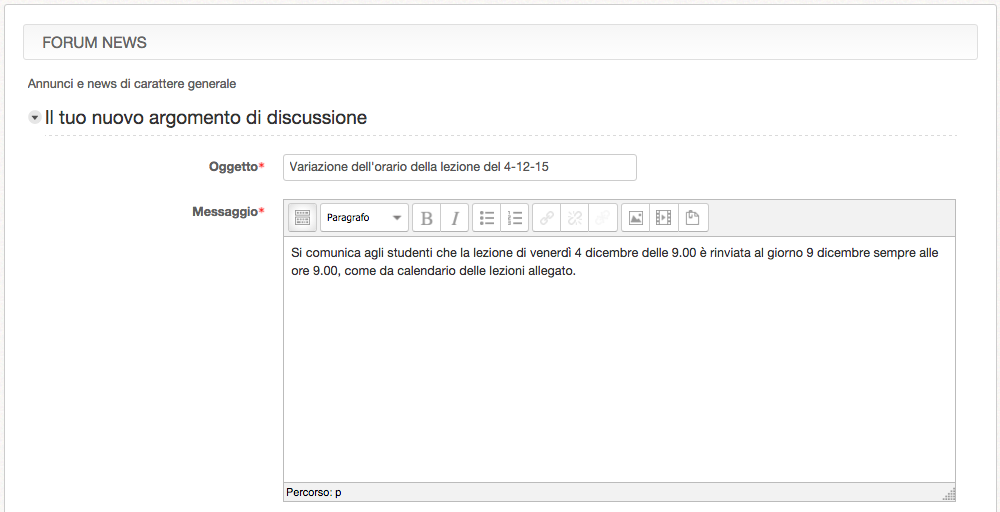 FORUM NEWS
Annunci e news di carattere generale
Il tuo nuovo argomento di discussione
Oggetto* Variazione dell'orario della lezione del 4-12-15
Messaggio* Paragrafo B I
Si comunica agli studenti che la lezione di venerdì 4 dicembre delle 9.00 è rinviata al giorno 9 dicembre sempre alle
ore 9.00, come da calendario delle lezioni allegato.
Percorso: p